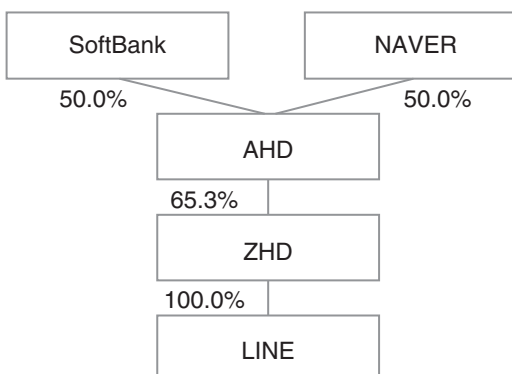 SoftBank NAVER
50.0% 50.0%
AHD
65.3%
ZHD
100.0%
LINE